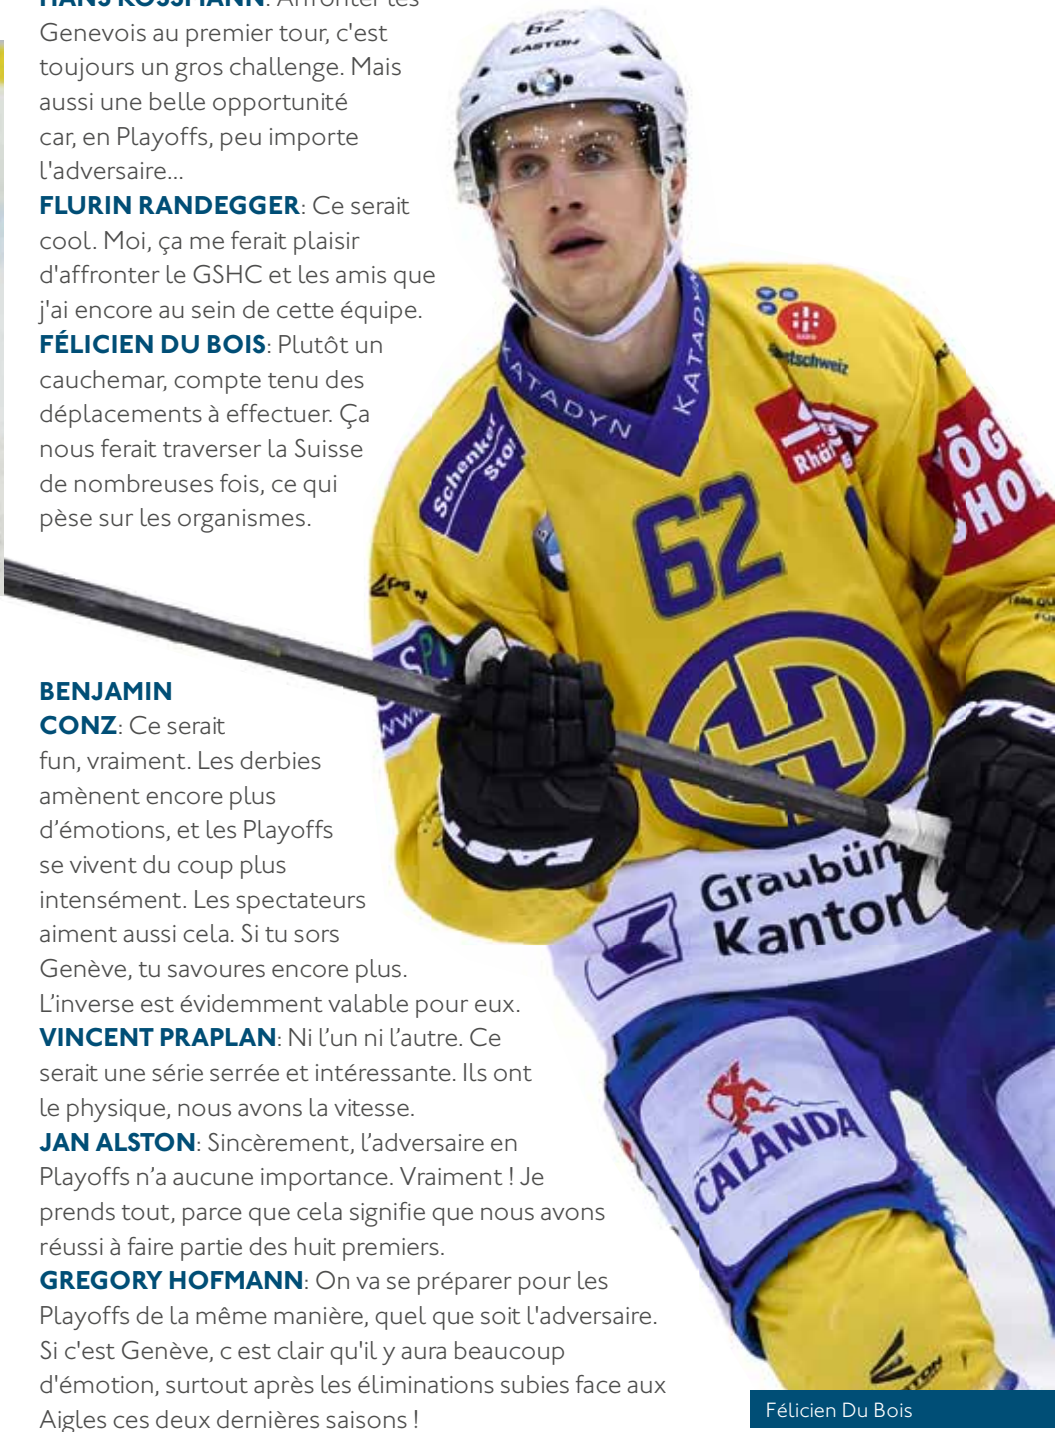 HANS KOSSMANN: Affronter les
Genevois au premier tour, c'est
toujours un gros challenge. Mais
aussi une belle opportunité
car, en Playoffs, peu importe
l'adversaire...
FLURIN RANDEGGER: Ce serait
cool. Moi, ça me ferait plaisir
d'affronter le GSHC et les amis que
j'ai encore au sein de cette équipe.
FÉLICIEN DU BOIS: Plutôt un
cauchemar, compte tenu des
déplacements à effectuer. Ça
nous ferait traverser la Suisse
de nombreuses fois, ce qui
pèse sur les organismes.
BENJAMIN
CONZ: Ce serait
fun, vraiment. Les derbies
amènent encore plus
d’émotions, et les Playoffs
se vivent du coup plus
intensément. Les spectateurs
aiment aussi cela. Si tu sors
Genève, tu savoures encore plus.
L’inverse est évidemment valable pour eux.
VINCENT PRAPLAN: Ni l’un ni l’autre. Ce
serait une série serrée et intéressante. Ils ont
le physique, nous avons la vitesse.
JAN ALSTON: Sincèrement, l’adversaire en
Playoffs n’a aucune importance. Vraiment ! Je
prends tout, parce que cela signifie que nous avons
réussi à faire partie des huit premiers.
GREGORY HOFMANN: On va se préparer pour les
Playoffs de la même manière, quel que soit l'adversaire.
Si c'est Genève, c est clair qu'il y aura beaucoup
d'émotion, surtout après les éliminations subies face aux
Aigles ces deux dernières saisons !
62
EASTON
KATADYN
KATADYN
Schenker
Sto
62
HD
Graubün
Kanton
CALANDA
Félicien Du Bois